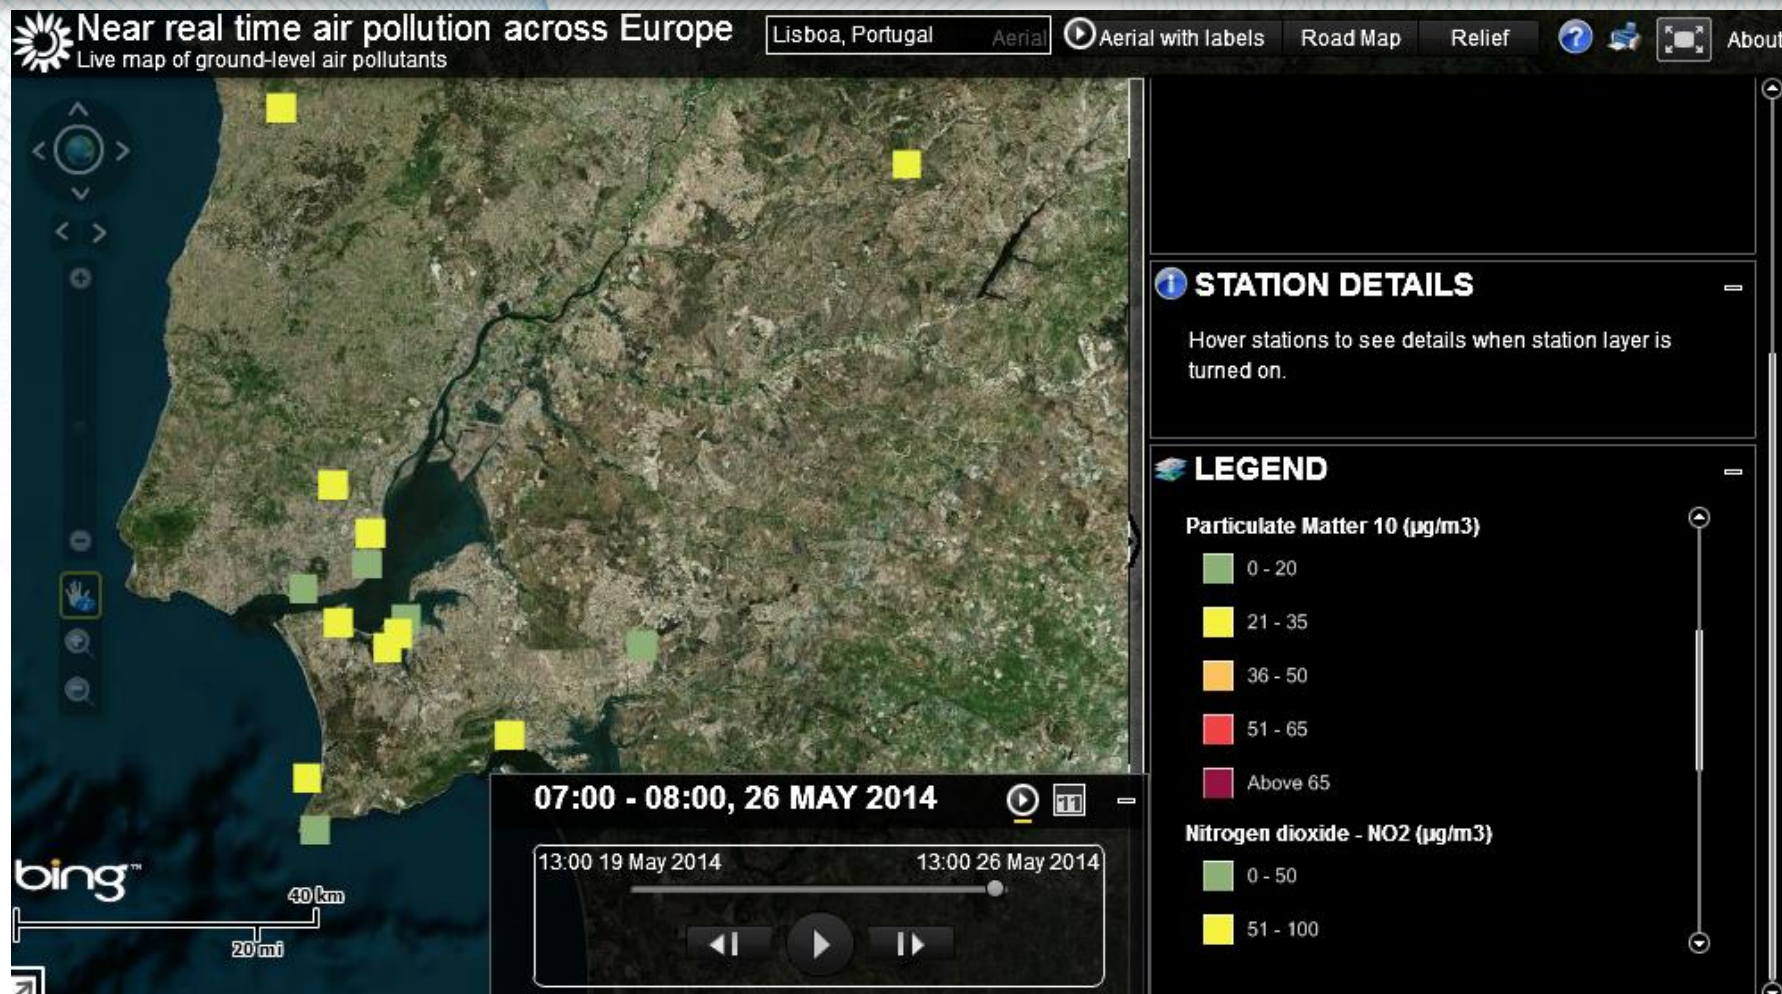 Near real time air pollution across Europe
Live map of ground-level air pollutants
Lisboa, Portugal
Aerial
Aerial with labels
Road Map
Relief
?
About
STATION DETAILS
Hover stations to see details when station layer is
turned on.
LEGEND
Particulate Matter 10 (µg/m3)
0 - 20
21 - 35
36 - 50
51 - 65
Above 65
Nitrogen dioxide - NO2 (µg/m3)
0 - 50
51 - 100
07:00 - 08:00, 26 MAY 2014
11
13:00 19 May 2014
13:00 26 May 2014
bing™
40 km
20 mi